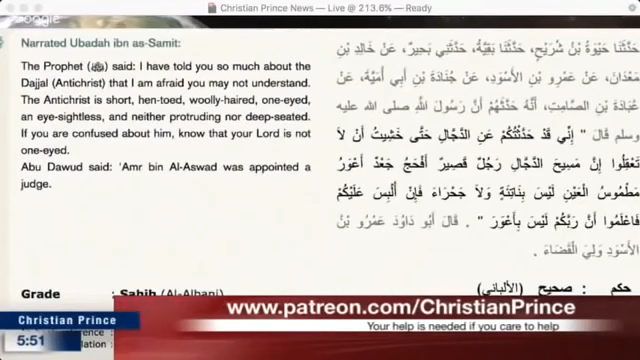 Christian Prince News — Live @ 213.6% — Ready
Google
Narrated Ubadah ibn as-Samit:
The Prophet (ﷺ) said: I have told you so much about the
Dajjal (Antichrist) that I am afraid you may not understand.
The Antichrist is short, hen-toed, woolly-haired, one-eyed,
an eye-sightless, and neither protruding nor deep-seated.
If you are confused about him, know that your Lord is not
one-eyed.
Abu Dawud said: 'Amr bin Al-Aswad was appointed a
judge.
حَدَّثَنَا حَيْوَةُ بْنُ شُرَيْحٍ، حَدَّثَنَا بَقِيَّةُ، حَدَّثَنِي بَحِيرٌ، عَنْ خَالِدِ بْنِ
مَعْدَانَ، عَنْ عَمْرِو بْنِ الأَسْوَدِ، عَنْ جُنَادَةَ بْنِ أَبِي أُمَيَّةَ، عَنْ
عُبَادَةَ بْنِ الصَّامِتِ، أَنَّهُ حَدَّثَهُمْ أَنَّ رَسُولَ اللَّهِ صلى الله عليه
وسلم قَالَ " إِنِّي قَدْ حَدَّثْتُكُمْ عَنِ الدَّجَّالِ حَتَّى خَشِيتُ أَنْ لاَ
تَعْقِلُوا إِنَّ مَسِيحَ الدَّجَّالِ رَجُلٌ قَصِيرٌ أَفْحَجُ جَعْدٌ أَعْوَرُ
مَطْمُوسُ الْعَيْنِ لَيْسَ بِنَاتِئَةٍ وَلاَ جَحْرَاءَ فَإِنْ أُلْبِسَ عَلَيْكُمْ
فَاعْلَمُوا أَنَّ رَبَّكُمْ لَيْسَ بِأَعْوَرَ " . قَالَ أَبُو دَاوُدَ عَمْرُو بْنُ
الأَسْوَدِ وَلِيَ الْقَضَاءَ .
Grade : Sahih (Al-Albani)
حكم : صحيح (الألباني)
www.patreon.com/ChristianPrince
Christian Prince
Your help is needed if you care to help
5:51